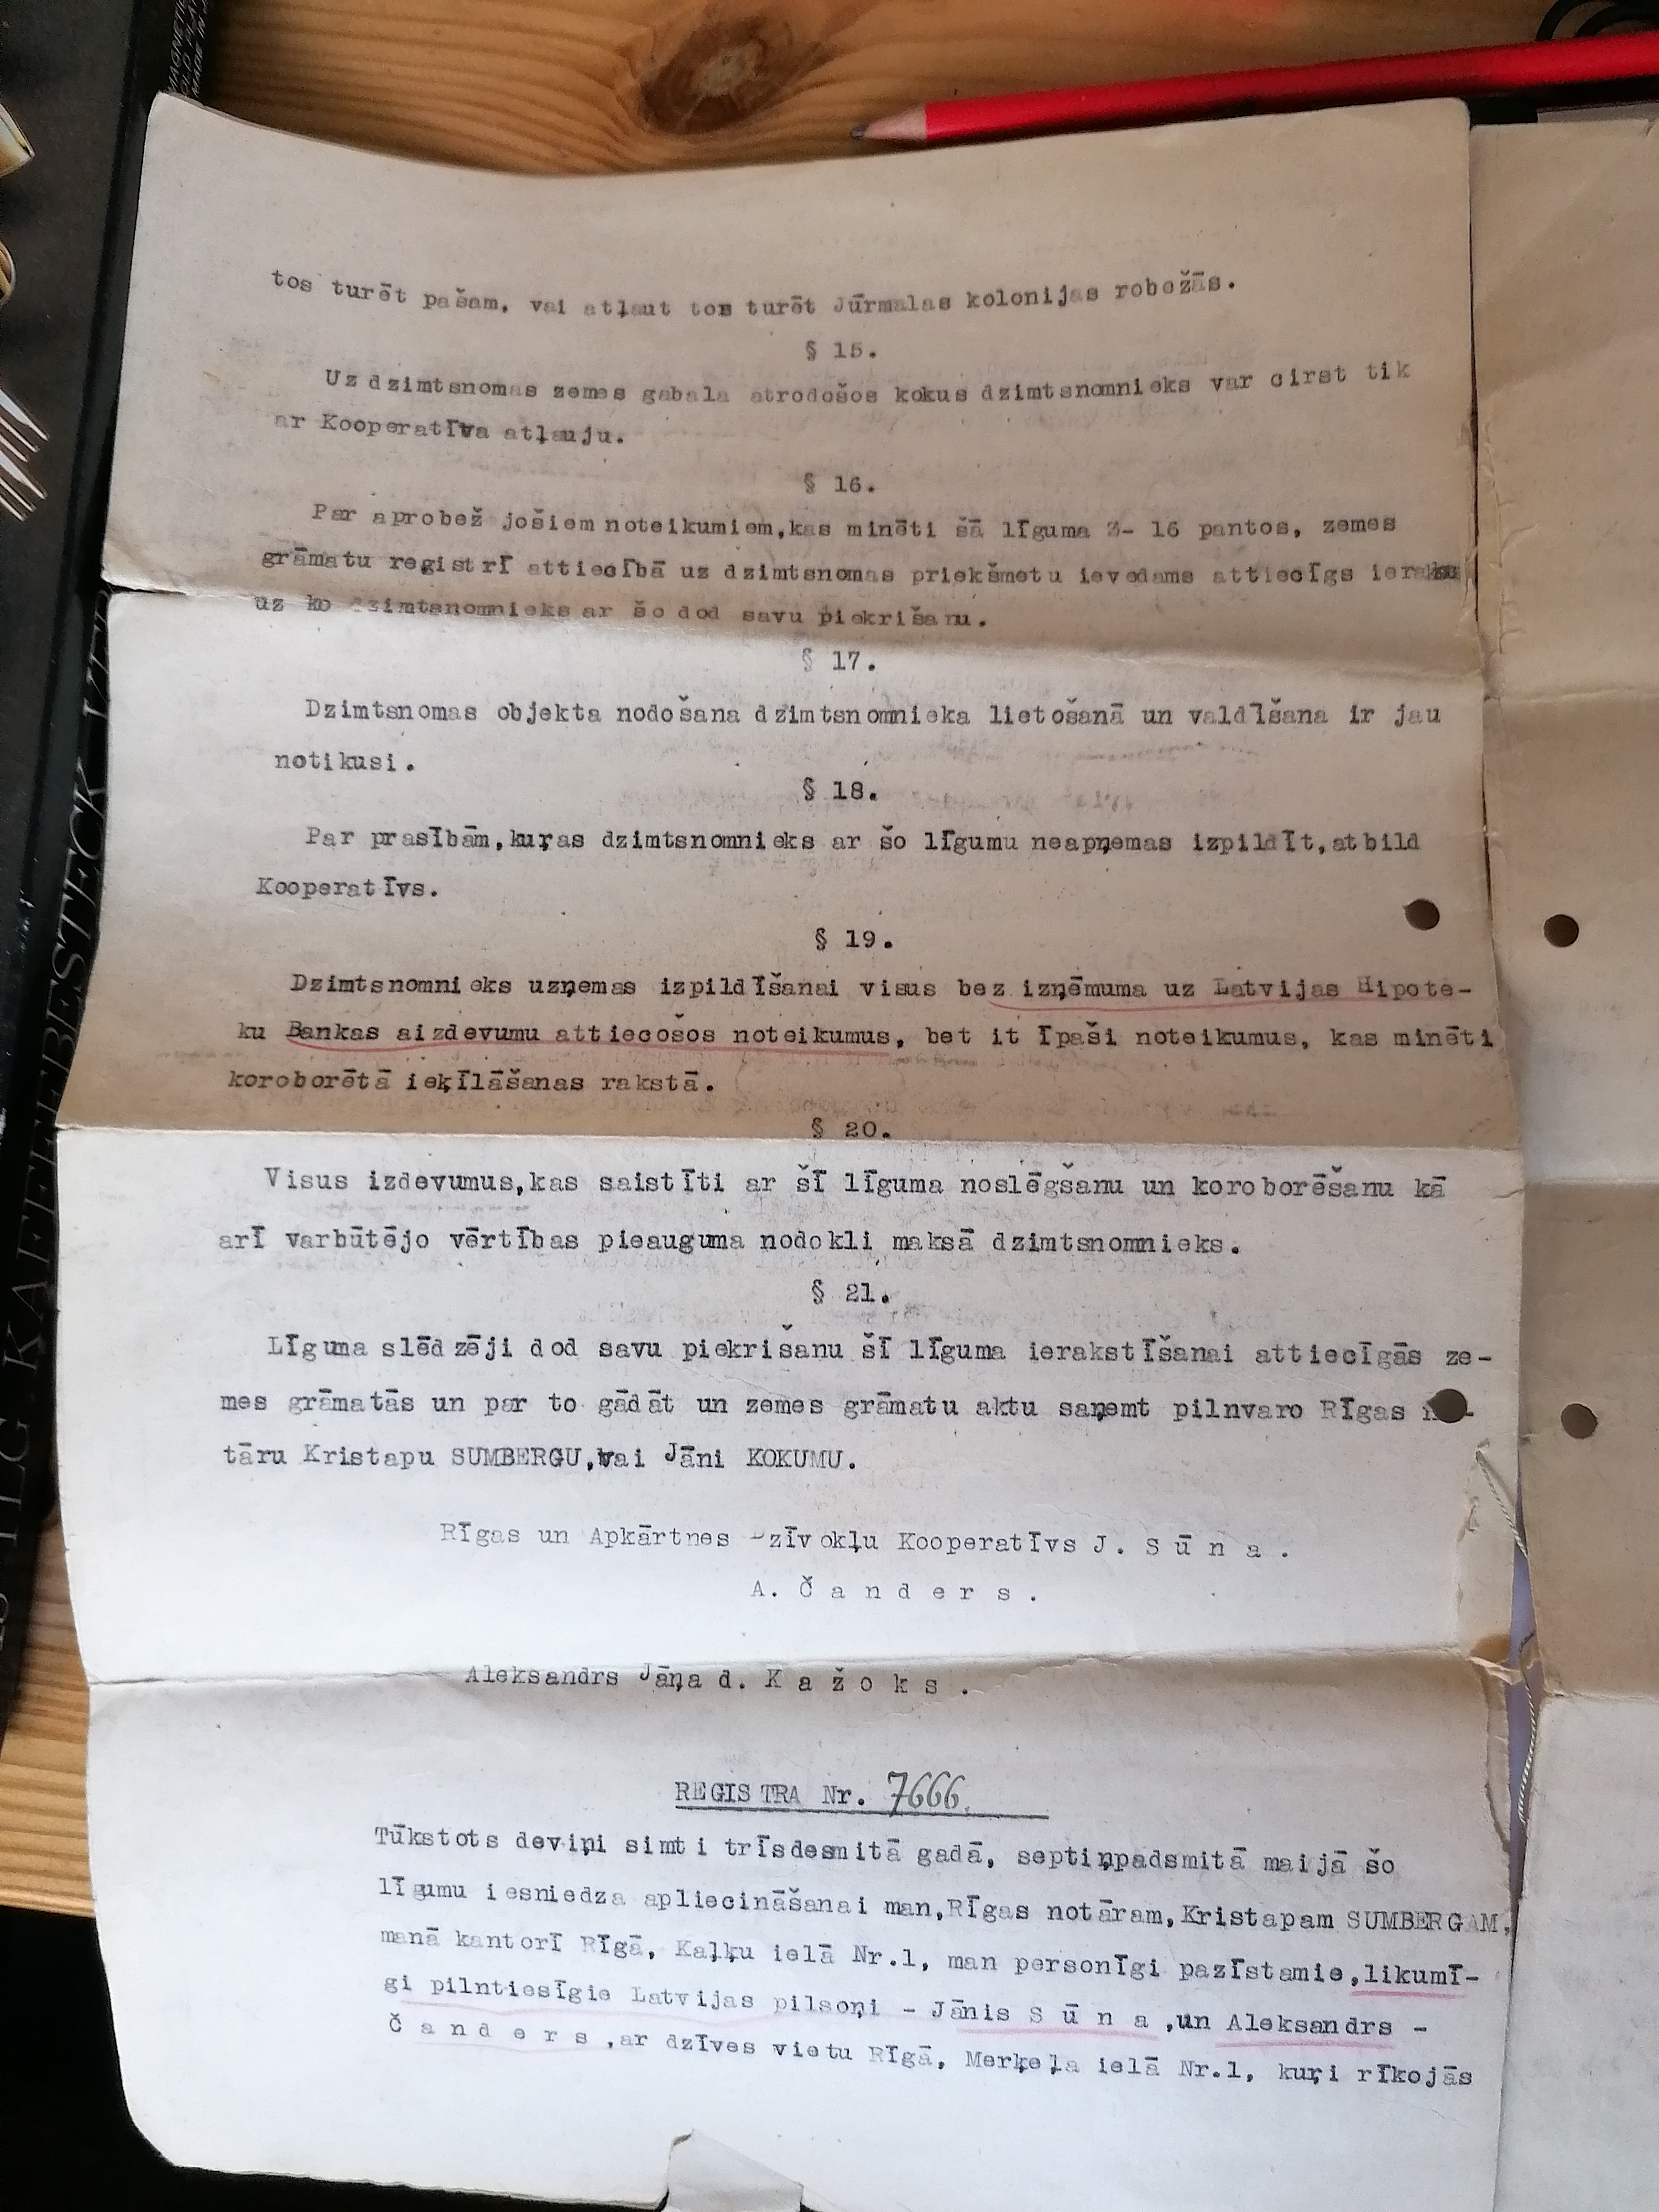 MAGNETIC
MADE IN
KAFFEEBESTECK
tos turēt pašam, vai atļaut tos turēt Jūrmalas kolonijas robežās.
§ 15.
Uz dzimtsnomas zemes gabala atrodošos kokus dzimtsnomnieks var cirst tik
ar Kooperatīva atļauju.
§ 16.
Par aprobežjošiem noteikumiem,kas minēti šā līguma 3- 16 pantos, zemes
grāmatu registrī attiecībā uz dzimtsnomas priekšmetu ievedams attiecīgs
uz ko dzimtsnomnieks ar šo dod savu piekrišanu.
§ 17.
Dzimtsnomas objekta nodošana dzimtsnomnieka lietošanā un valdīšana ir jau
notikusi.
§ 18.
Par prasībām,kuŗas dzimtsnomnieks ar šo līgumu neapņemas izpildīt,atbild
Kooperatīvs.
§ 19.
Dzimtsnomnieks uzņemas izpildīšanai visus bez izņēmuma uz Latvijas Hipote-
ku Bankas aizdevumu attiecošos noteikumus, bet it īpaši noteikumus, kas minēti
koroborētā ieķīlāšanas rakstā.
§ 20.
Visus izdevumus,kas saistīti ar šī līguma noslēgšanu un koroborēšanu kā
arī varbūtējo vērtības pieauguma nodokli maksā dzimtsnomnieks.
§ 21.
Līguma slēdzēji dod savu piekrišanu šī līguma ierakstīšanai attiecīgās ze-
mes grāmatās un par to gādāt un zemes grāmatu aktu saņemt pilnvaro Rīgas
tāru Kristapu SUMBERGU,vai Jāni KOKUMU.
Rīgas un Apkārtnes Dzīvokļu Kooperatīvs J. S ū n a .
A. Č a n d e r s .
Aleksandrs Jāņa d. K a ž o k s .
REGISTRA Nr. 7666.
Tūkstots deviņi simti trīsdesmitā gadā, septiņpadsmitā maijā šo
līgumu iesniedza apliecināšanai man,Rīgas notāram,Kristapam SUMBERGAM,
manā kantorī Rīgā, Kaļķu ielā Nr.1, man personīgi pazīstamie,likumī-
gi pilntiesīgie Latvijas pilsoņi - Jānis S ū n a ,un Aleksandrs -
Č a n d e r s ,ar dzīves vietu Rīgā, Merķeļa ielā Nr.1, kuŗi rīkojās